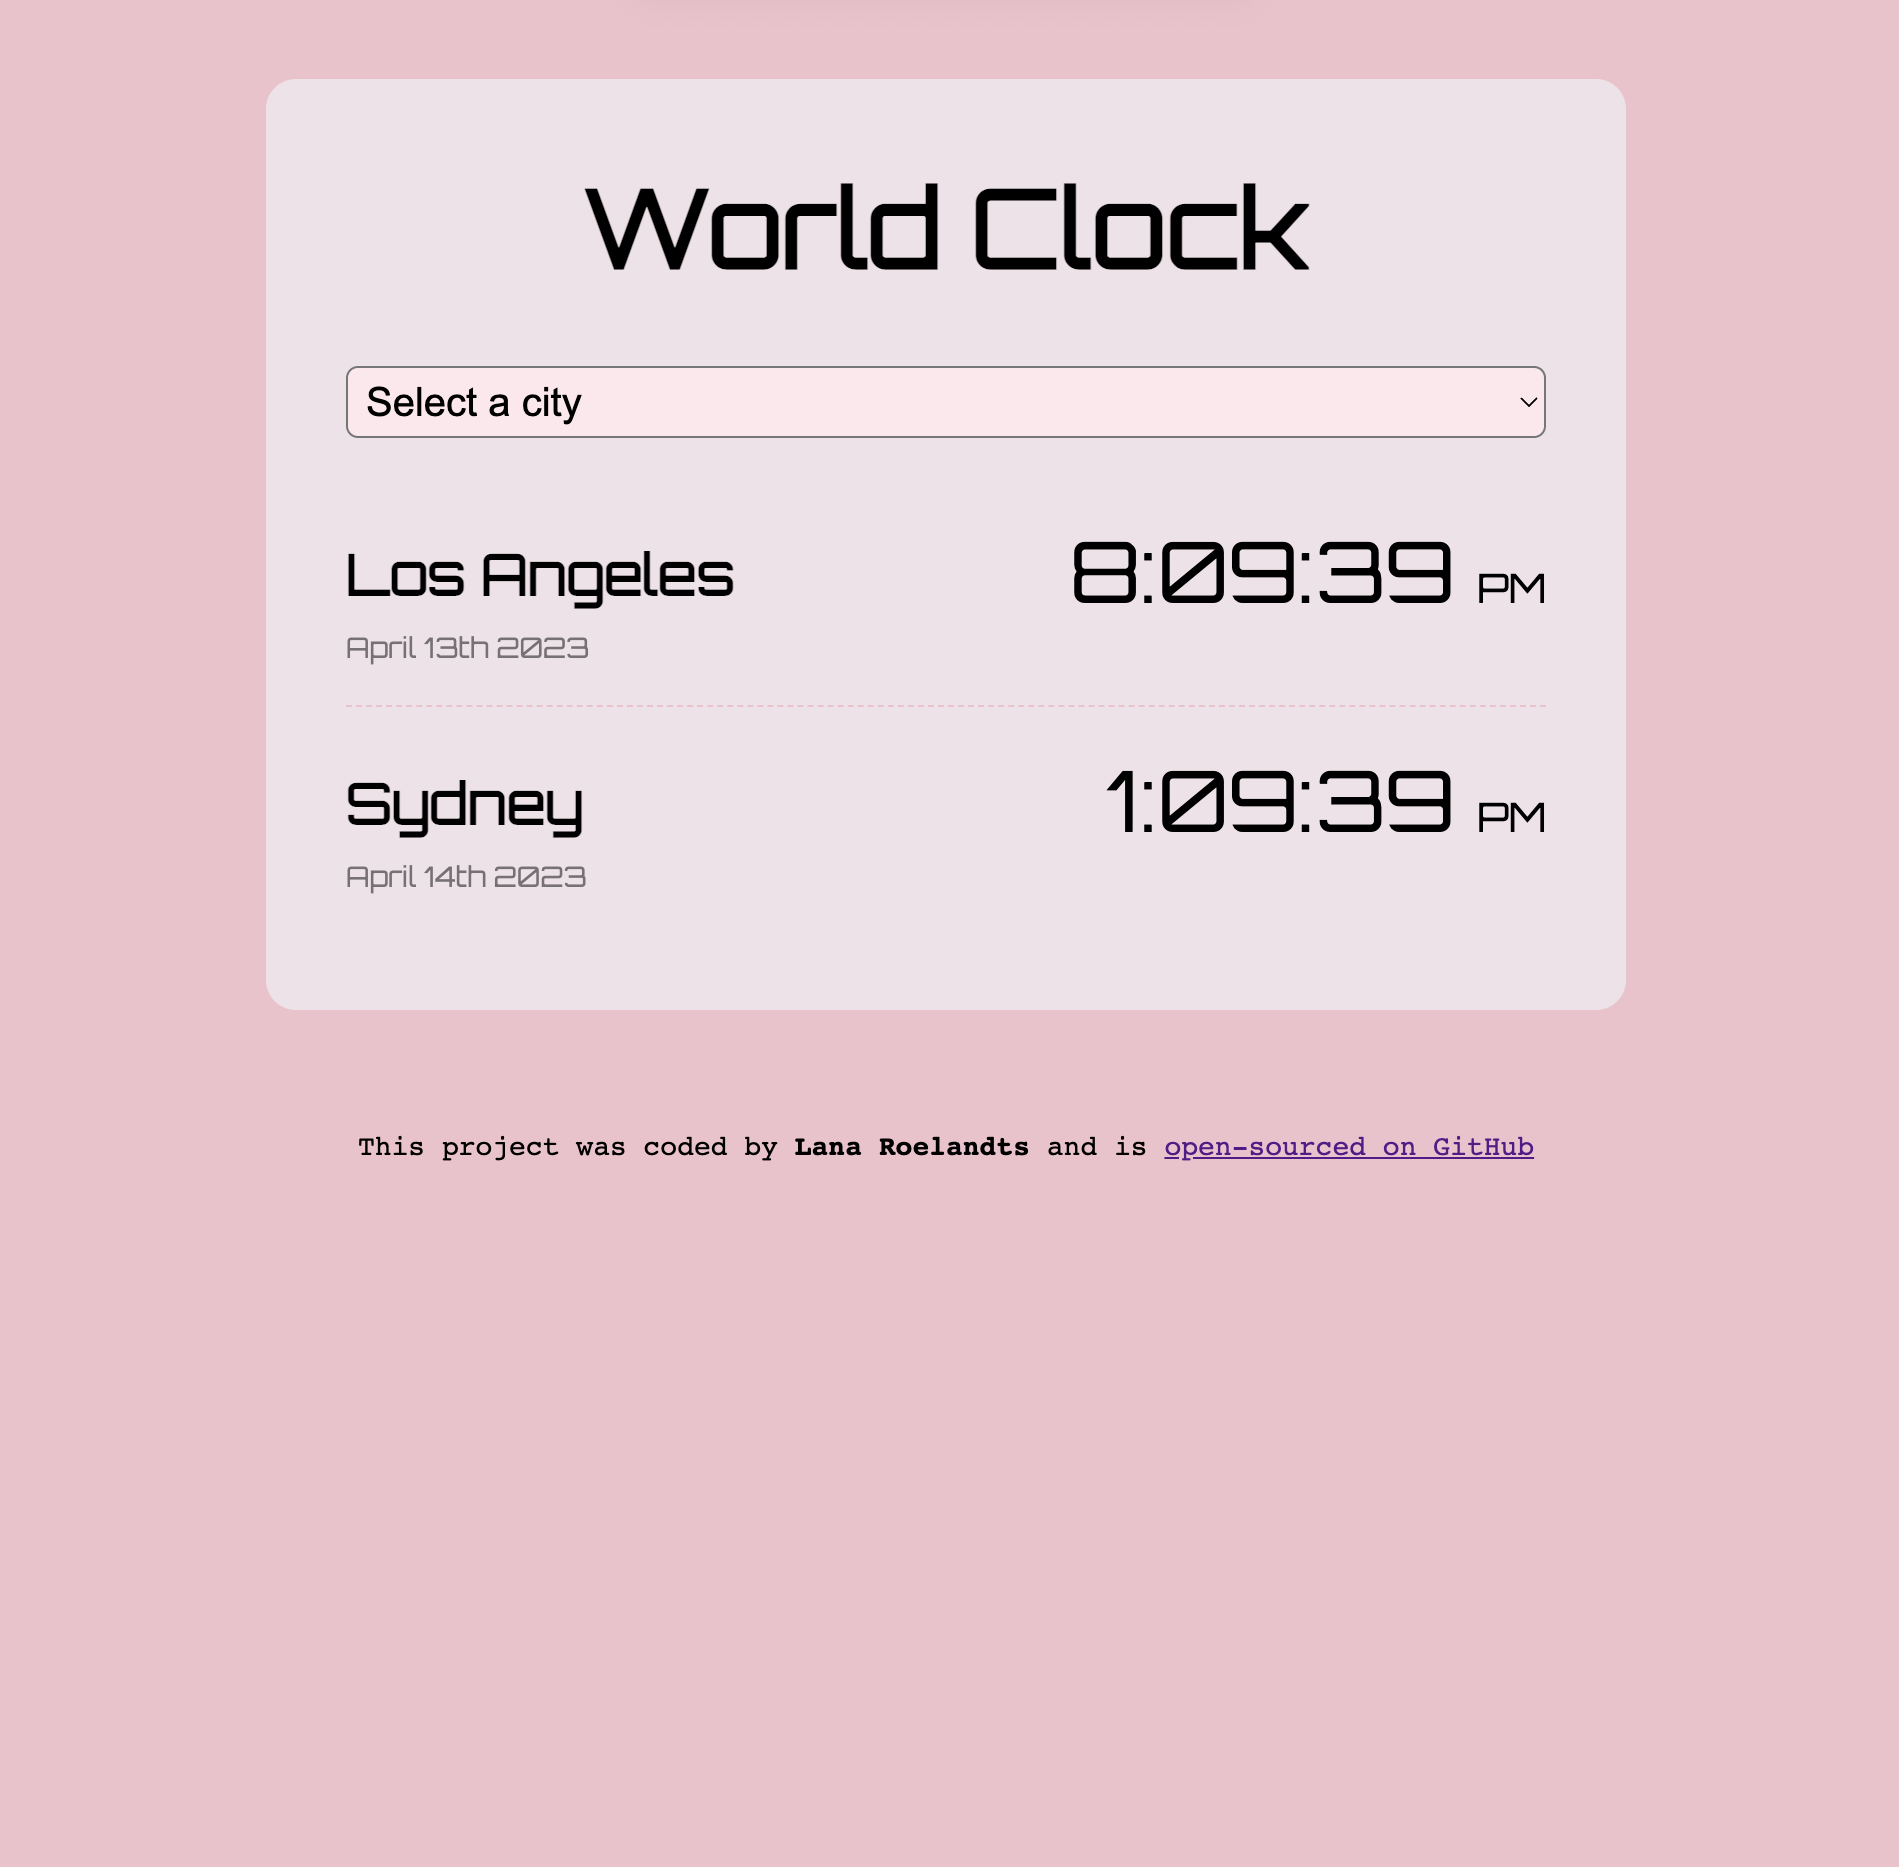 World Clock
Select a city
Los Angeles 8:09:39 PM
April 13th 2023
Sydney 1:09:39 PM
April 14th 2023
This project was coded by Lana Roelandts and is open-sourced on GitHub